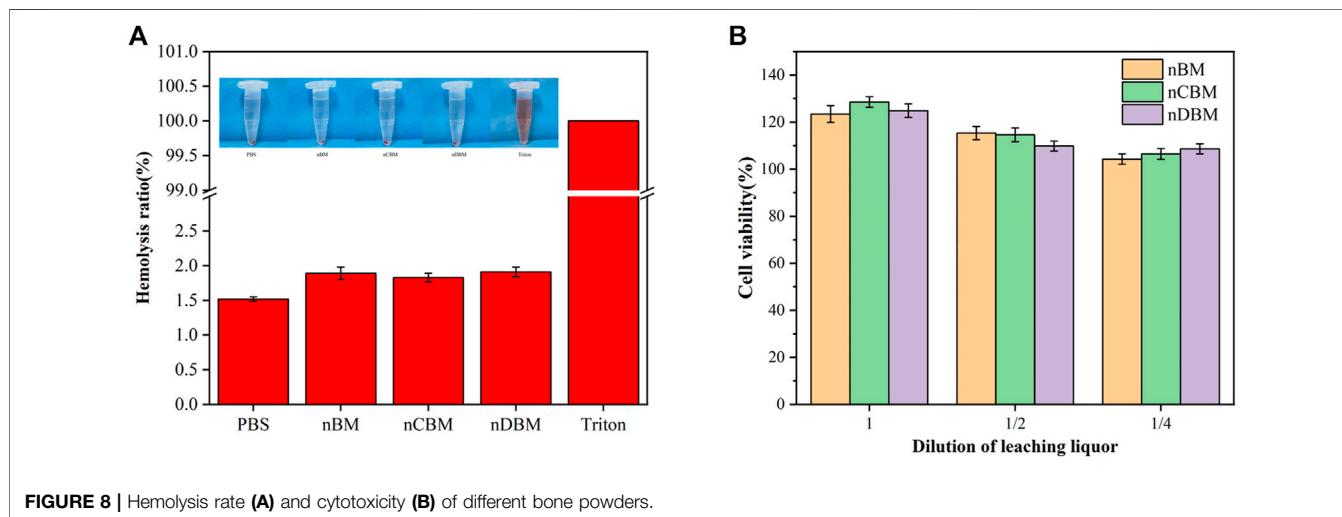 A
101.0
100.5
100.0
99.5
99.0
2.5
2.0
1.5
1.0
0.5
0.0
Hemolysis ratio(%)
PBS nBM nCBM nDBM Triton
PBS nBM nCBM nDBM Triton
B
140
120
100
80
60
40
20
0
Cell viability(%)
nBM
nCBM
nDBM
1 1/2 1/4
Dilution of leaching liquor
FIGURE 8 | Hemolysis rate (A) and cytotoxicity (B) of different bone powders.